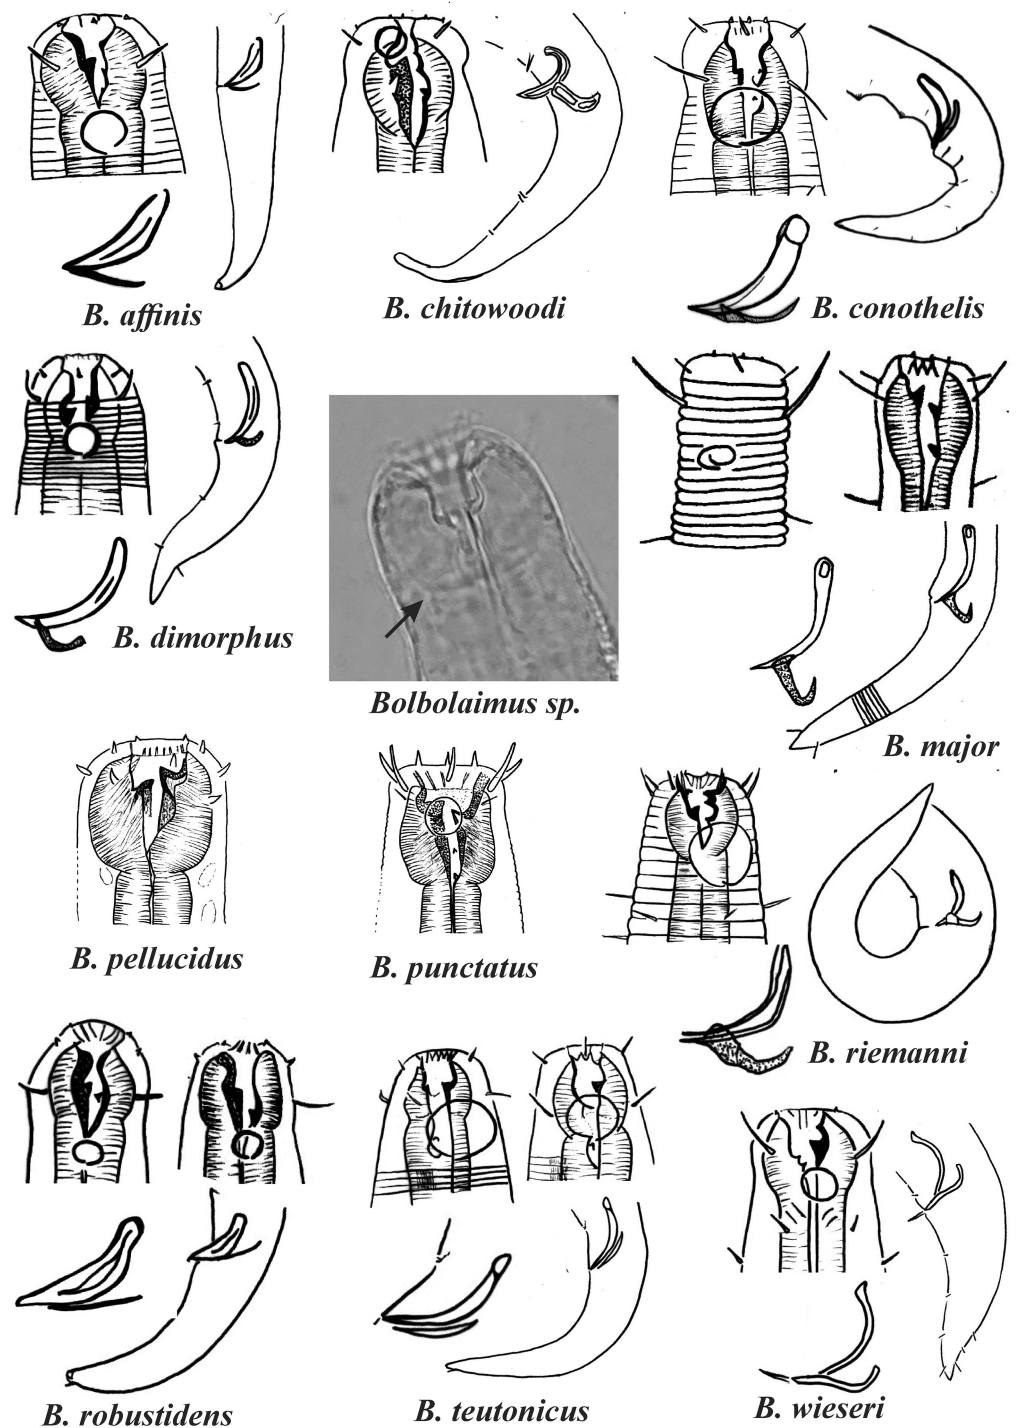 B. affinis
B. chitowoodi
B. conothelis
B. dimorphus
Bolbolaimus sp.
B. major
B. pellucidus
B. punctatus
B. riemanni
B. robustidens
B. teutonicus
B. wieseri